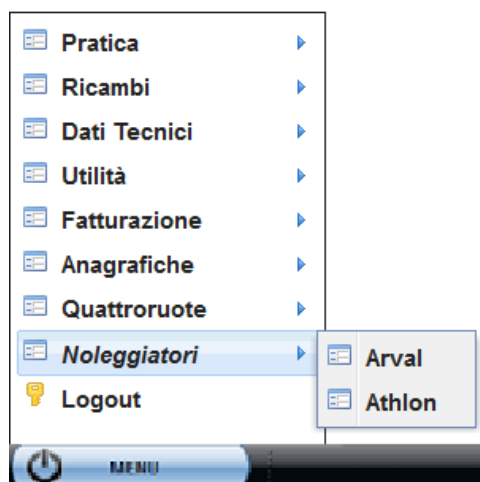 Pratica
Ricambi
Dati Tecnici
Utilità
Fatturazione
Anagrafiche
Quattroruote
Noleggiatori
Arval
Logout
Athlon
MENU